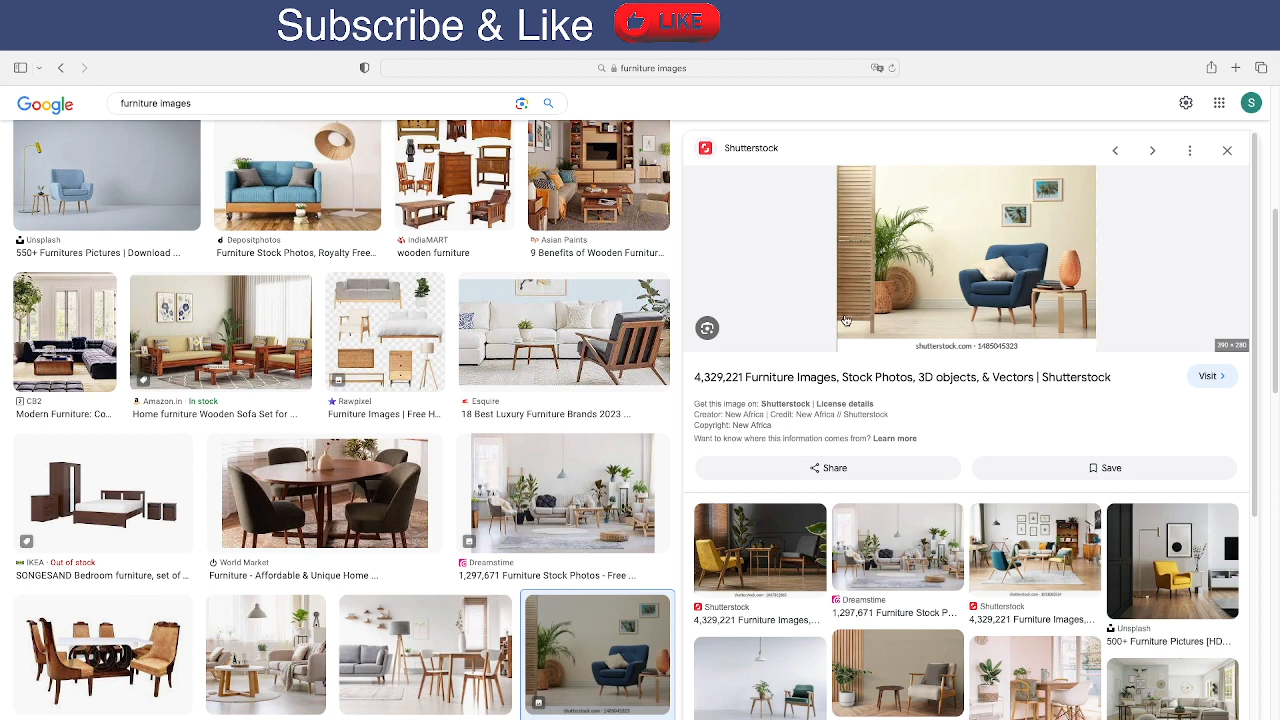 Subscribe & Like
LIKE
furniture images
Google
furniture images
S
Unsplash
550+ Furnitures Pictures | Download ...
Depositphotos
Furniture Stock Photos, Royalty Free...
IndiaMART
wooden furniture
Asian Paints
9 Benefits of Wooden Furnitur...
CB2
Modern Furniture: Co...
Amazon.in · In stock
Home furniture Wooden Sofa Set for ...
Rawpixel
Furniture Images | Free H...
Esquire
18 Best Luxury Furniture Brands 2023 ...
IKEA · Out of stock
SONGESAND Bedroom furniture, set of ...
World Market
Furniture - Affordable & Unique Home ...
Dreamstime
1,297,671 Furniture Stock Photos - Free ...
shutterstock.com · 1485045323
Shutterstock
shutterstock.com · 1485045323
390 × 280
4,329,221 Furniture Images, Stock Photos, 3D objects, & Vectors | Shutterstock
Visit
Get this image on: Shutterstock | License details
Creator: New Africa | Credit: New Africa // Shutterstock
Copyright: New Africa
Want to know where this information comes from? Learn more
Share
Save
Shutterstock
4,329,221 Furniture Images,...
Dreamstime
1,297,671 Furniture Stock P...
Shutterstock
4,329,221 Furniture Images,...
Unsplash
500+ Furniture Pictures [HD...